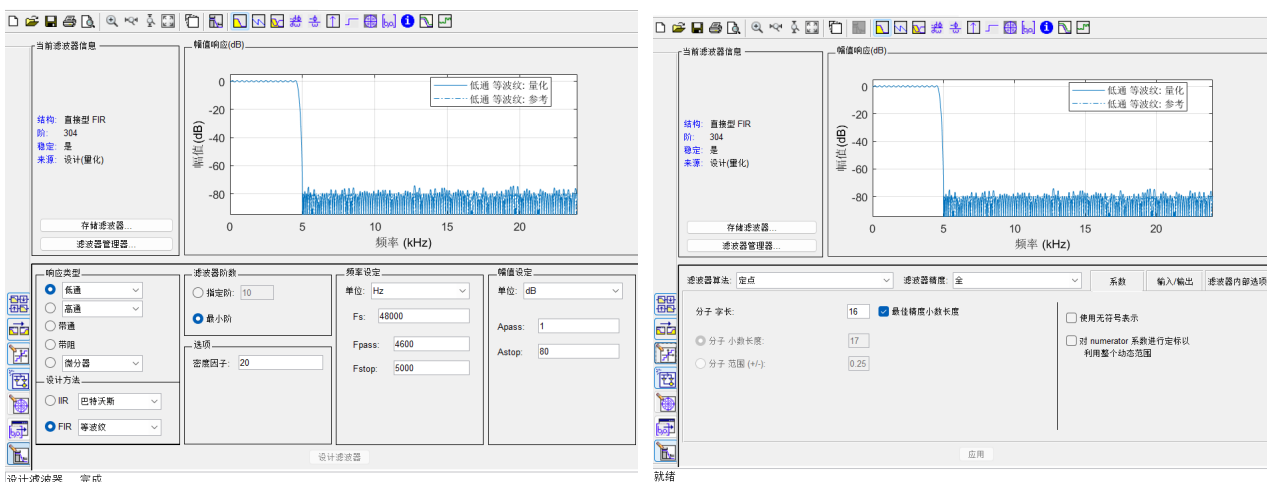 当前滤波器信息
结构: 直接型 FIR
阶: 304
稳定: 是
来源: 设计(量化)
存储滤波器...
滤波器管理器...
幅值响应(dB)
低通 等波纹: 量化
低通 等波纹: 参考
幅值(dB)
0
-20
-40
-60
-80
0 5 10 15 20
频率 (kHz)
响应类型
低通
高通
带通
带阻
微分器
设计方法
IIR 巴特沃斯
FIR 等波纹
滤波器阶数
指定阶: 10
最小阶
选项
密度因子: 20
频率设定
单位: Hz
Fs: 48000
Fpass: 4600
Fstop: 5000
幅值设定
单位: dB
Apass: 1
Astop: 80
设计滤波器
设计滤波器... 完成
当前滤波器信息
结构: 直接型 FIR
阶: 304
稳定: 是
来源: 设计(量化)
存储滤波器...
滤波器管理器...
幅值响应(dB)
低通 等波纹: 量化
低通 等波纹: 参考
幅值(dB)
0
-20
-40
-60
-80
0 5 10 15 20
频率 (kHz)
滤波器算法: 定点 滤波器精度: 全
系数 输入/输出 滤波器内部选项
分子 字长: 16 最佳精度小数长度
分子 小数长度: 17
分子 范围 (+/-): 0.25
使用无符号表示
对 numerator 系数进行定标以
利用整个动态范围
应用
就绪